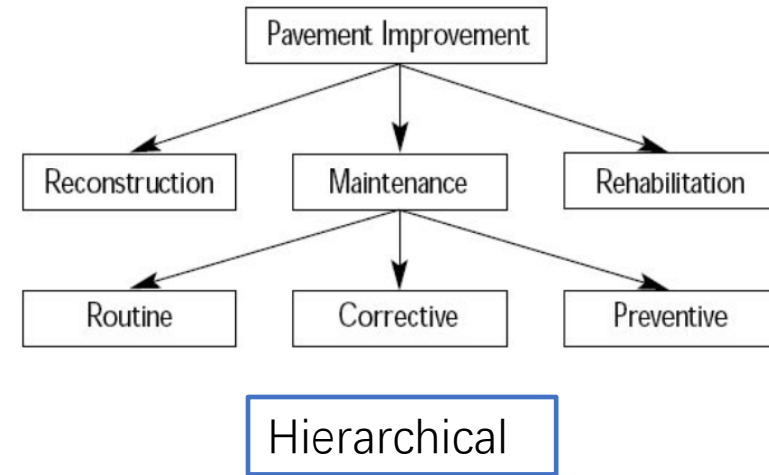 Pavement Improvement
Reconstruction
Maintenance
Rehabilitation
Routine
Corrective
Preventive
Hierarchical